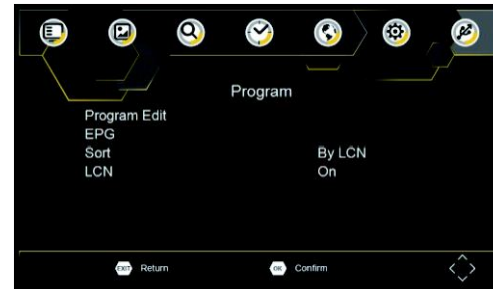 Program
Program Edit
EPG
Sort By LCN
LCN On
EXIT Return OK Confirm